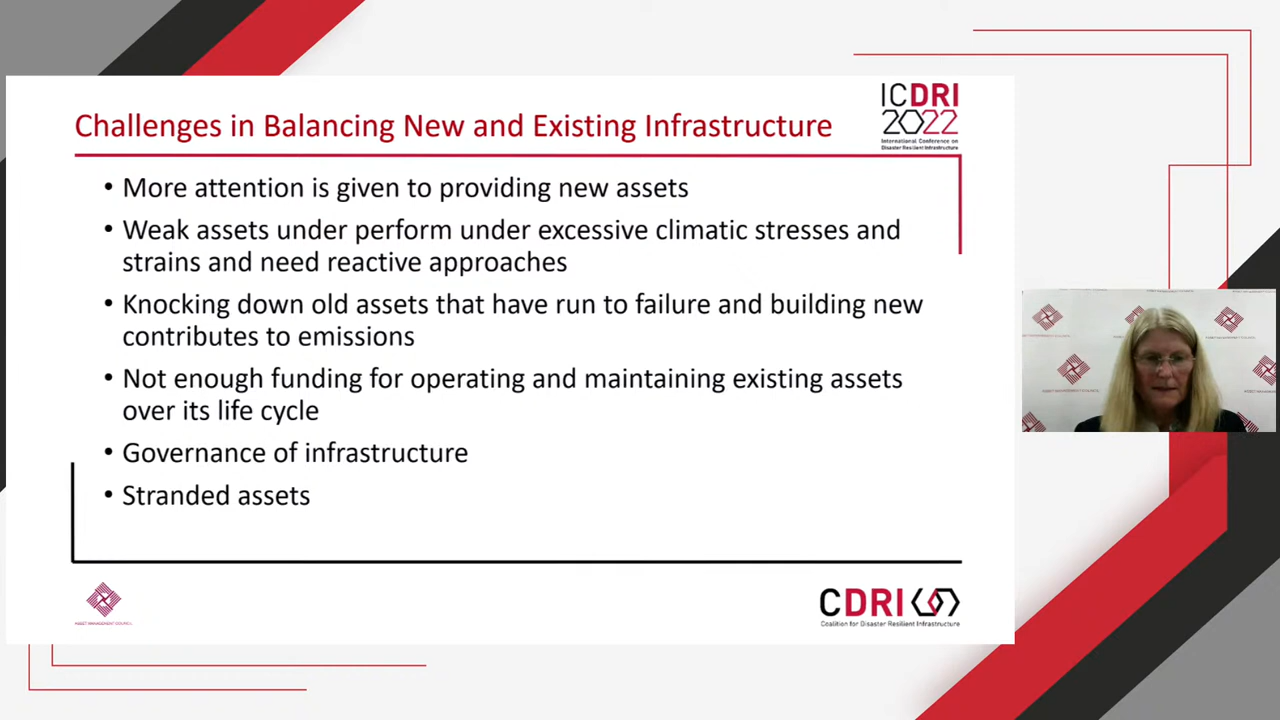 ICDRI
2022
International Conference on
Disaster Resilient Infrastructure
Challenges in Balancing New and Existing Infrastructure
• More attention is given to providing new assets
• Weak assets under perform under excessive climatic stresses and
strains and need reactive approaches
• Knocking down old assets that have run to failure and building new
contributes to emissions
• Not enough funding for operating and maintaining existing assets
over its life cycle
• Governance of infrastructure
• Stranded assets
ASSET MANAGEMENT COUNCIL
CDRI
Coalition for Disaster Resilient Infrastructure